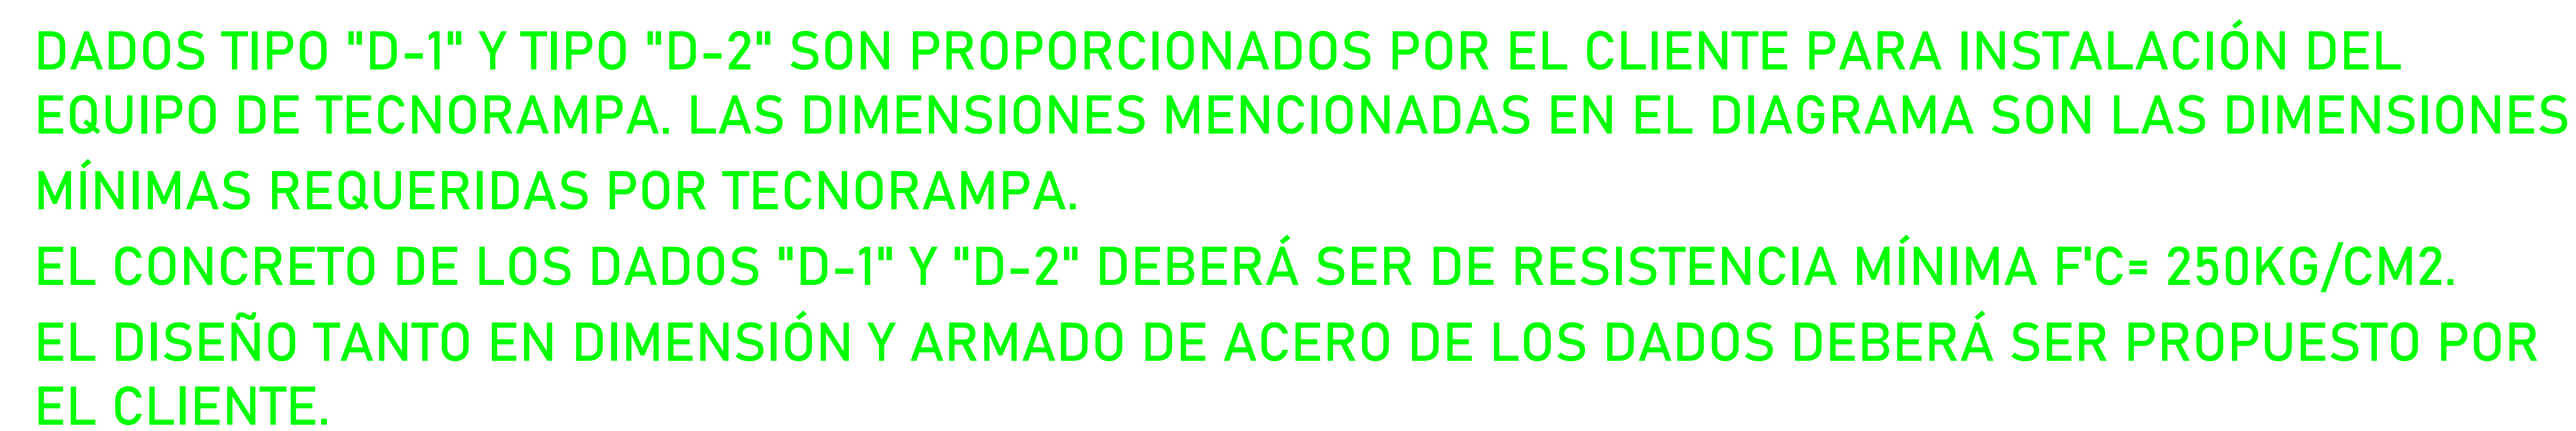 DADOS TIPO "D-1" Y TIPO "D-2" SON PROPORCIONADOS POR EL CLIENTE PARA INSTALACIÓN DEL
EQUIPO DE TECNORAMPA. LAS DIMENSIONES MENCIONADAS EN EL DIAGRAMA SON LAS DIMENSIONES
MÍNIMAS REQUERIDAS POR TECNORAMPA.
EL CONCRETO DE LOS DADOS "D-1" Y "D-2" DEBERÁ SER DE RESISTENCIA MÍNIMA F'C= 250KG/CM2.
EL DISEÑO TANTO EN DIMENSIÓN Y ARMADO DE ACERO DE LOS DADOS DEBERÁ SER PROPUESTO POR
EL CLIENTE.